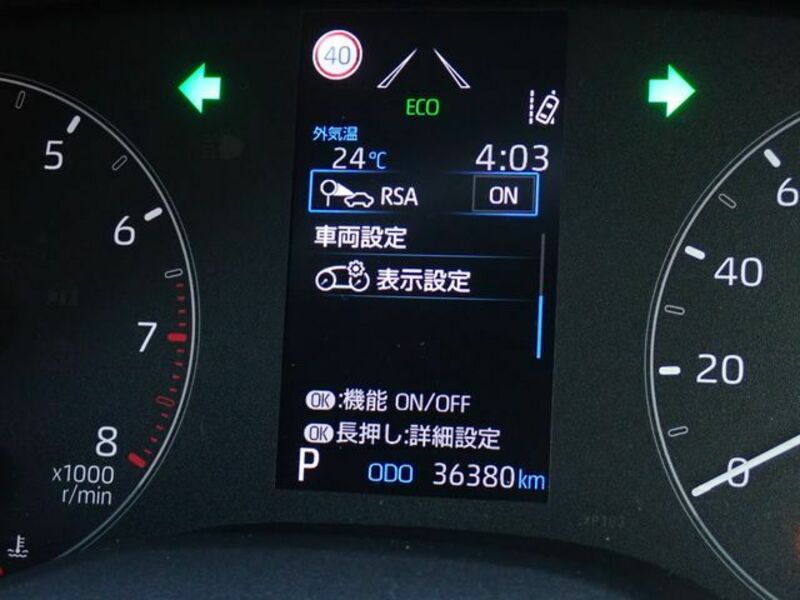 40
ECO
外気温
24℃ 4:03
RSA ON
車両設定
表示設定
OK:機能 ON/OFF
OK長押し:詳細設定
P ODO 36380km
5
6
7
8
x1000
r/min
6
40
20
0